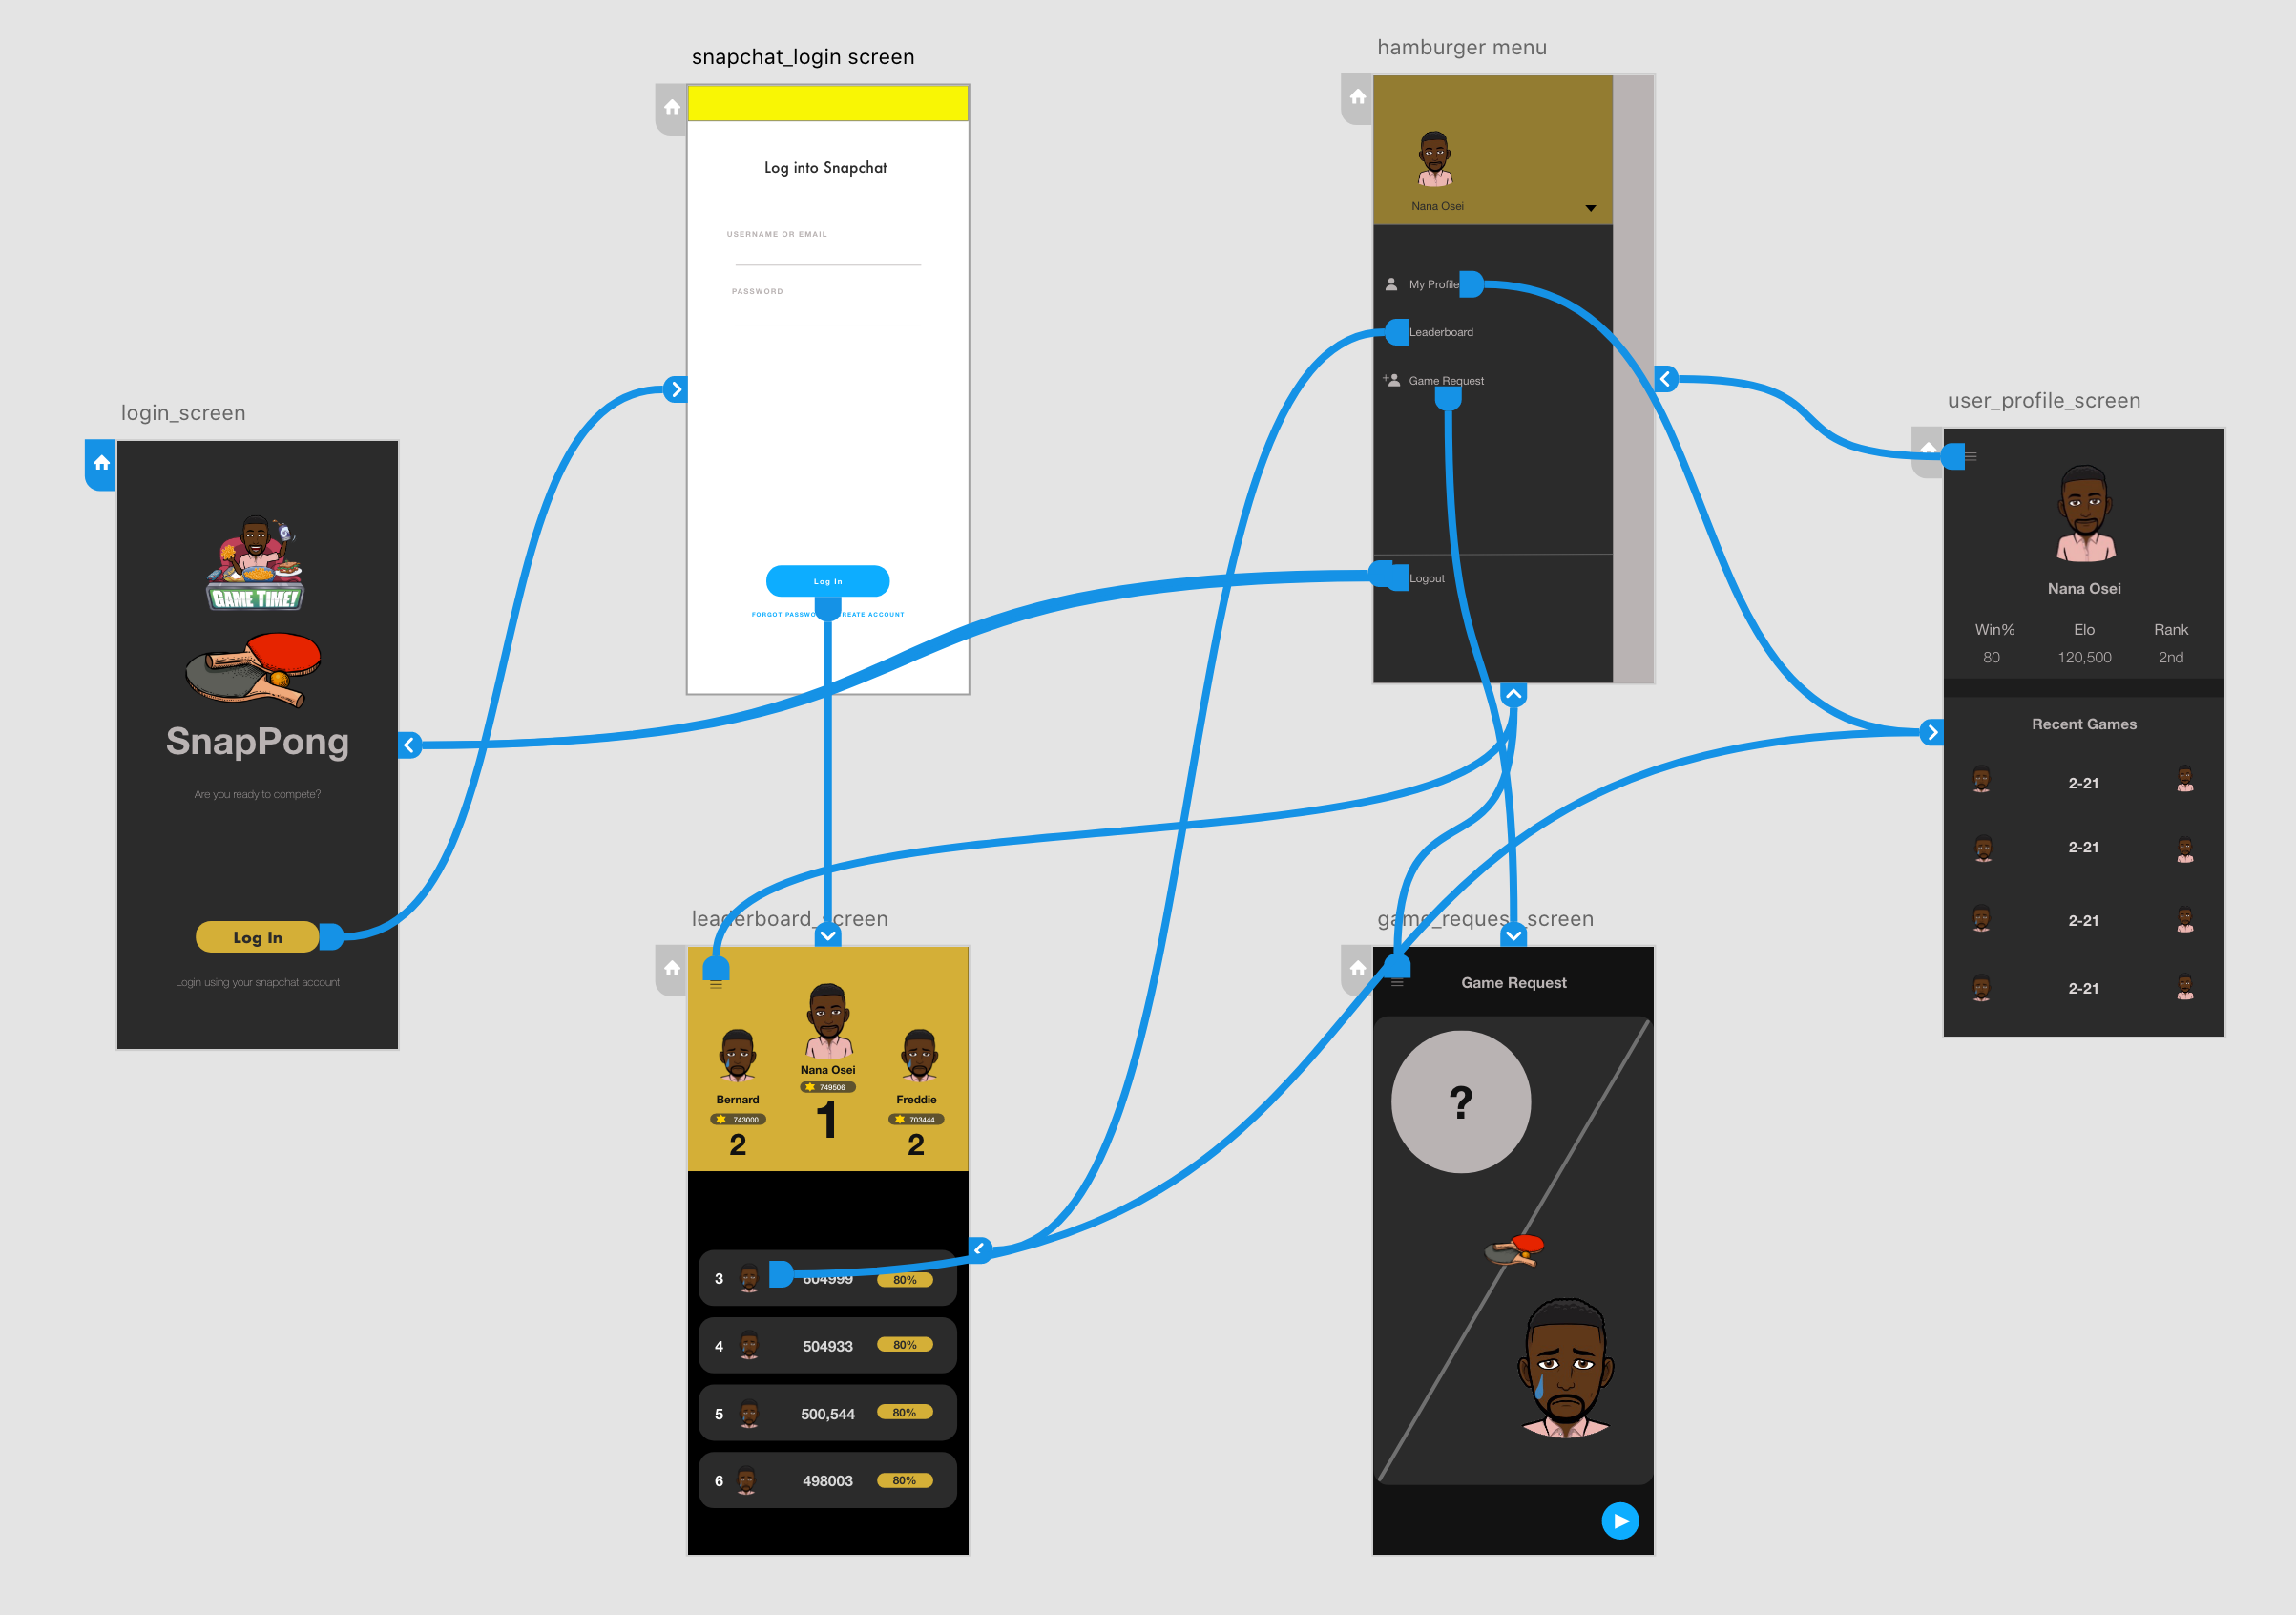 login_screen
GAME TIME!
SnapPong
Are you ready to compete?
Log In
Login using your snapchat account
snapchat_login screen
Log into Snapchat
USERNAME OR EMAIL
PASSWORD
Log In
FORGOT CREATE ACCOUNT
leaderboard_screen
Nana Osei
749506
1
Bernard
743000
2
Freddie
703444
2
3 604999 80%
4 504933 80%
5 500,544 80%
6 498003 80%
hamburger menu
Nana Osei
My Profile
Leaderboard
Game Request
Logout
game_request_screen
Game Request
?
user_profile_screen
Nana Osei
Win% Elo Rank
80 120,500 2nd
Recent Games
2-21
2-21
2-21
2-21